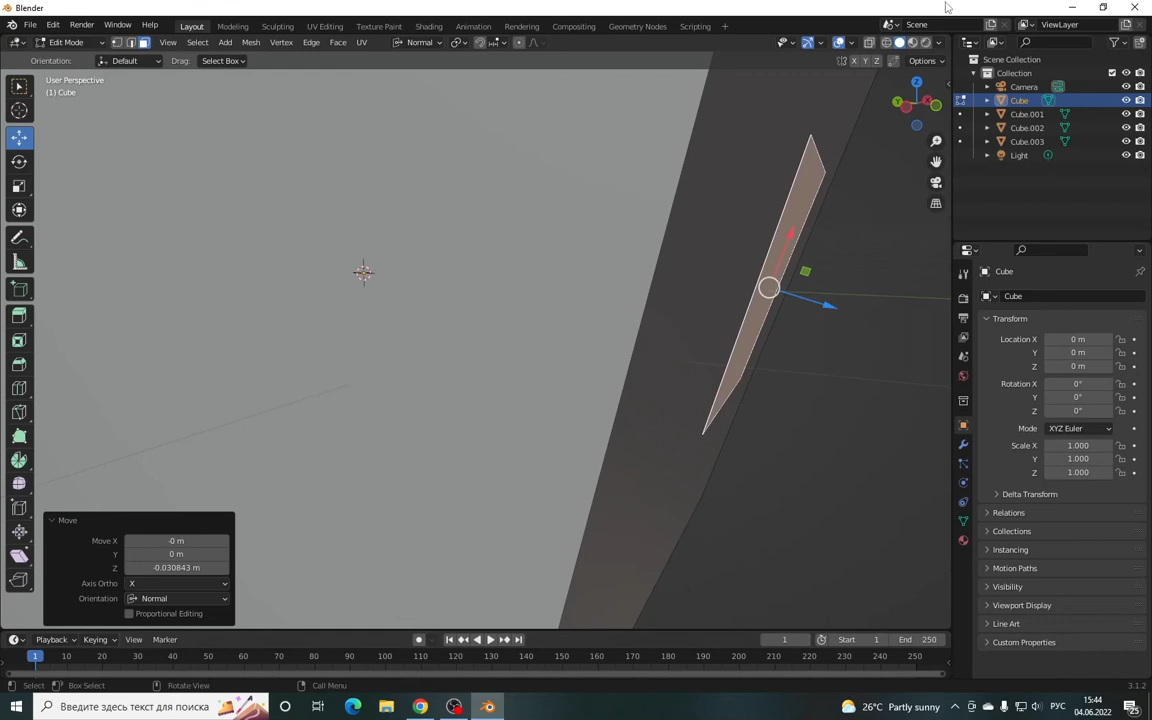 Blender
File Edit Render Window Help Layout Modeling Sculpting UV Editing Texture Paint Shading Animation Rendering Compositing Geometry Nodes Scripting + Scene ViewLayer
Edit Mode View Select Add Mesh Vertex Edge Face UV Normal
Orientation: Default Drag: Select Box X Y Z Options
User Perspective
(1) Cube
Z
Y
X
Scene Collection
Collection
Camera
Cube
Cube.001
Cube.002
Cube.003
Light
Cube
Cube
Transform
Location X 0 m
Y 0 m
Z 0 m
Rotation X 0°
Y 0°
Z 0°
Mode XYZ Euler
Scale X 1.000
Y 1.000
Z 1.000
Delta Transform
Relations
Collections
Instancing
Motion Paths
Visibility
Viewport Display
Line Art
Custom Properties
Move
Move X -0 m
Y 0 m
Z -0.030843 m
Axis Ortho X
Orientation Normal
Proportional Editing
Playback Keying View Marker 1 Start 1 End 250
1 10 20 30 40 50 60 70 80 90 100 110 120 130 140 150 160 170 180 190 200 210 220 230 240 250
Select Box Select Rotate View Call Menu 3.1.2
Введите здесь текст для поиска 26°C Partly sunny РУС 15:44 04.06.2022 25